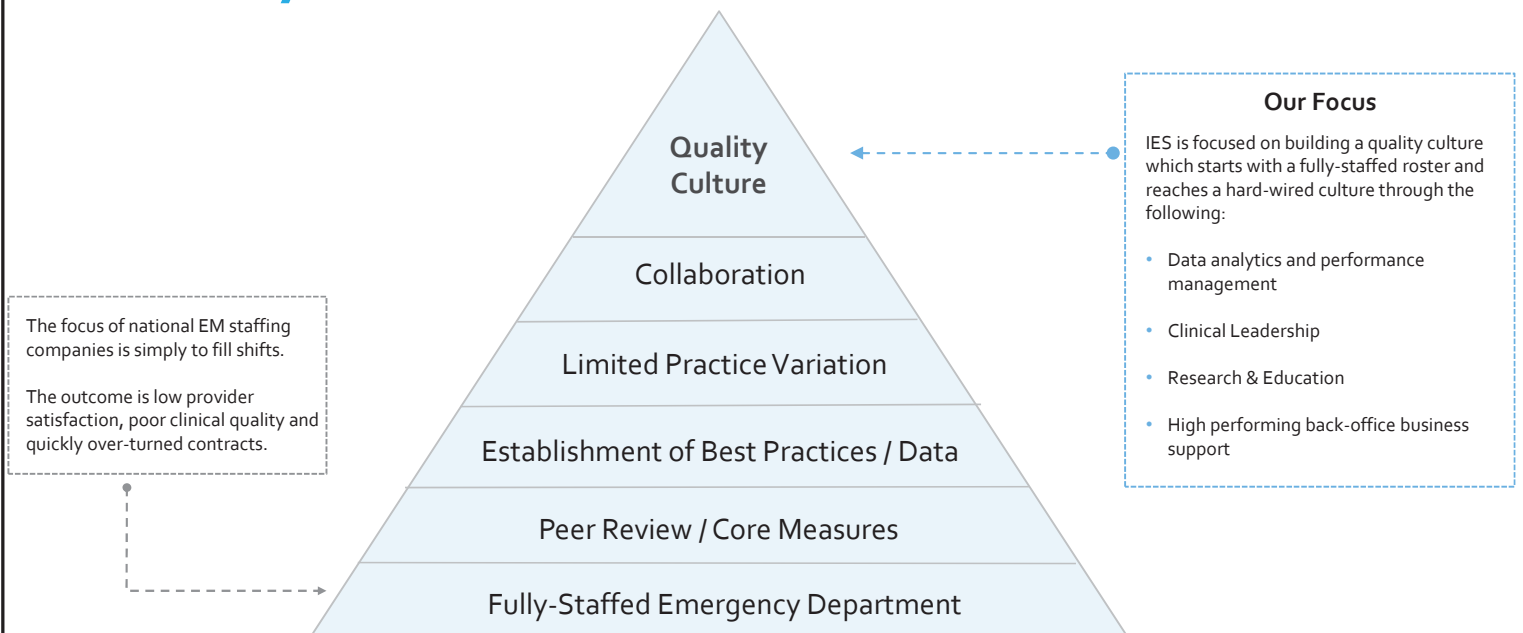 Quality
Culture
Collaboration
Limited Practice Variation
Establishment of Best Practices / Data
Peer Review / Core Measures
Fully-Staffed Emergency Department
The focus of national EM staffing
companies is simply to fill shifts.
The outcome is low provider
satisfaction, poor clinical quality and
quickly over-turned contracts.
Our Focus
IES is focused on building a quality culture
which starts with a fully-staffed roster and
reaches a hard-wired culture through the
following:
• Data analytics and performance
management
• Clinical Leadership
• Research & Education
• High performing back-office business
support